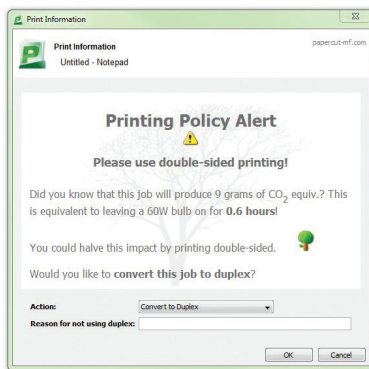 Print Information
Print Information
papercut-mf.com
Untitled - Notepad
Printing Policy Alert
Please use double-sided printing!
Did you know that this job will produce 9 grams of CO2 equiv.? This
is equivalent to leaving a 60W bulb on for 0.6 hours!
You could halve this impact by printing double-sided.
Would you like to convert this job to duplex?
Action: Convert to Duplex
Reason for not using duplex:
OK Cancel